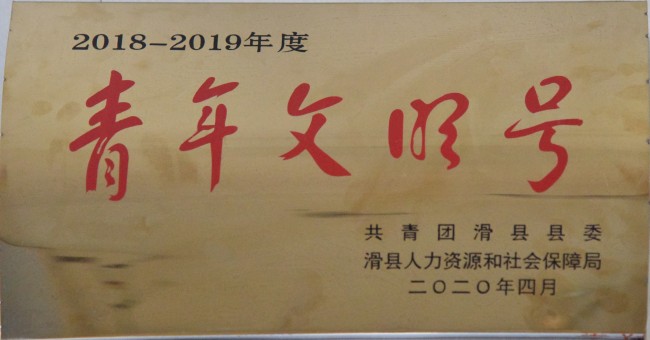 2018-2019年度
青年文明号
共青团滑县县委
滑县人力资源和社会保障局
二〇二〇年四月